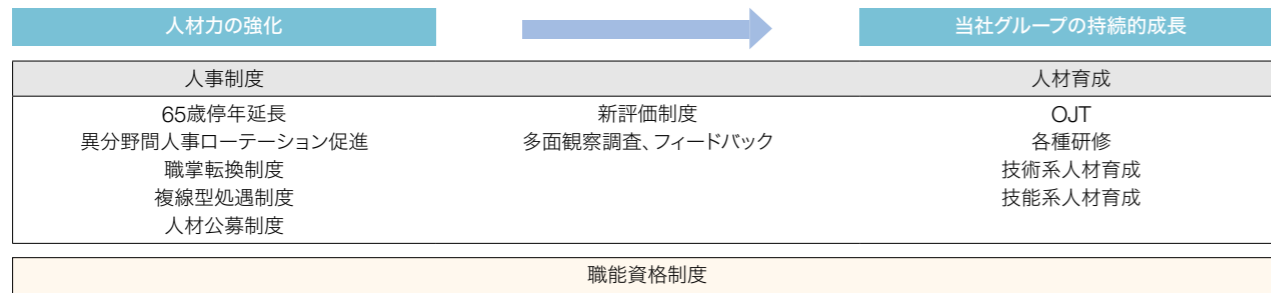 人材力の強化
当社グループの持続的成長
人事制度
人材育成
65歳停年延長
新評価制度
OJT
異分野間人事ローテーション促進
多面観察調査、フィードバック
各種研修
職掌転換制度
技術系人材育成
複線型処遇制度
技能系人材育成
人材公募制度
職能資格制度